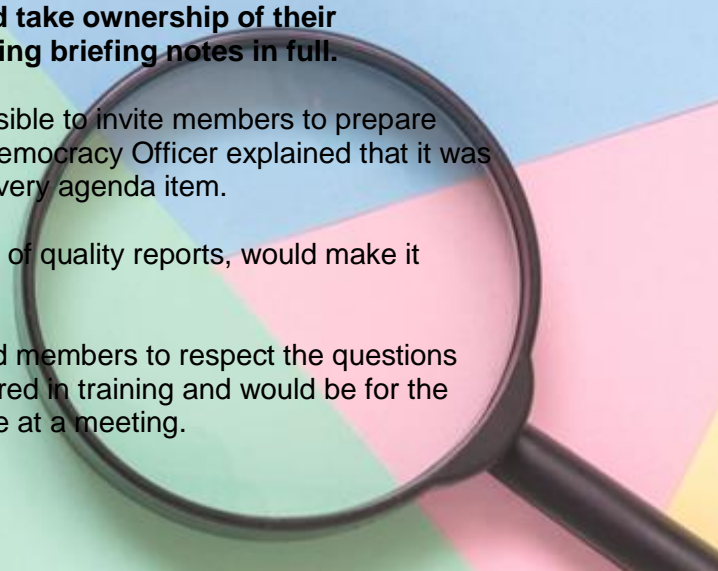 d take ownership of their
ing briefing notes in full.
sible to invite members to prepare
emocracy Officer explained that it was
very agenda item.
of quality reports, would make it
d members to respect the questions
red in training and would be for the
e at a meeting.